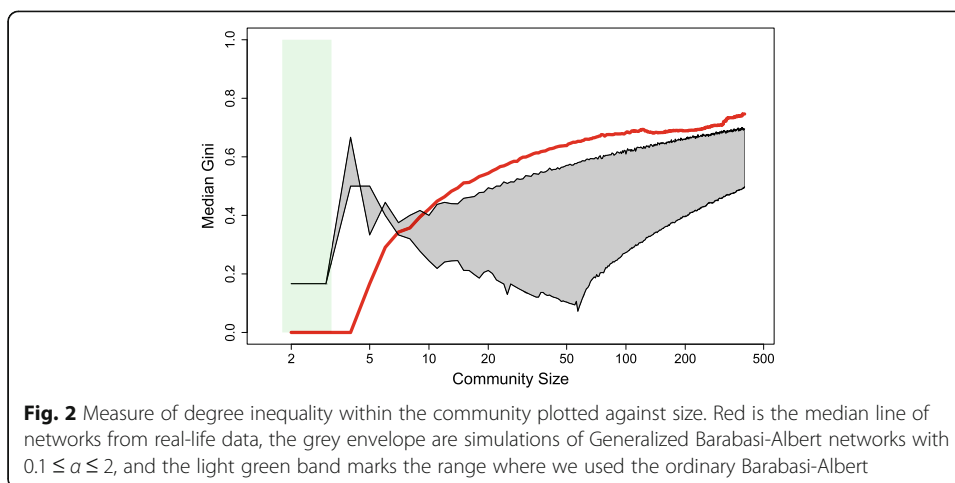 1.0
0.8
0.6
0.4
0.2
0.0
Median Gini
2 5 10 20 50 100 200 500
Community Size
Fig. 2 Measure of degree inequality within the community plotted against size. Red is the median line of
networks from real-life data, the grey envelope are simulations of Generalized Barabasi-Albert networks with
0.1 ≤ α ≤ 2, and the light green band marks the range where we used the ordinary Barabasi-Albert